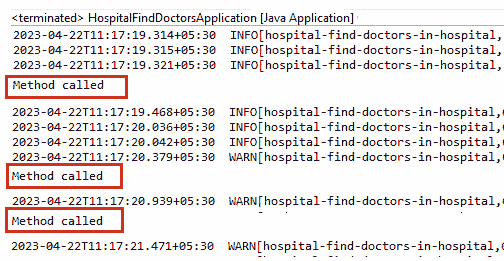 <terminated> HospitalFindDoctorsApplication [Java Application]
2023-04-22T11:17:19.314+05:30 INFO[hospital-find-doctors-in-hospital,
2023-04-22T11:17:19.315+05:30 INFO[hospital-find-doctors-in-hospital,
2023-04-22T11:17:19.321+05:30 INFO[hospital-find-doctors-in-hospital,
Method called
2023-04-22T11:17:19.468+05:30 INFO[hospital-find-doctors-in-hospital,
2023-04-22T11:17:20.036+05:30 INFO[hospital-find-doctors-in-hospital,
2023-04-22T11:17:20.042+05:30 INFO[hospital-find-doctors-in-hospital,
2023-04-22T11:17:20.379+05:30 WARN[hospital-find-doctors-in-hospital,
Method called
2023-04-22T11:17:20.939+05:30 WARN[hospital-find-doctors-in-hospital,
Method called
2023-04-22T11:17:21.471+05:30 WARN[hospital-find-doctors-in-hospital,